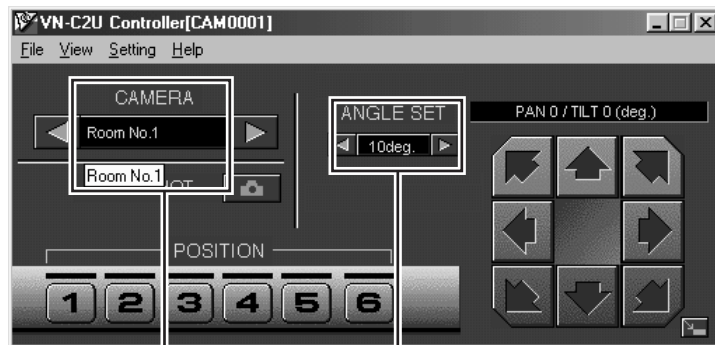 VN-C2U Controller[CAM0001]
File View Setting Help
CAMERA
Room No.1
Room No.1
OT
ANGLE SET
10deg.
PAN 0 / TILT 0 (deg.)
POSITION
1 2 3 4 5 6